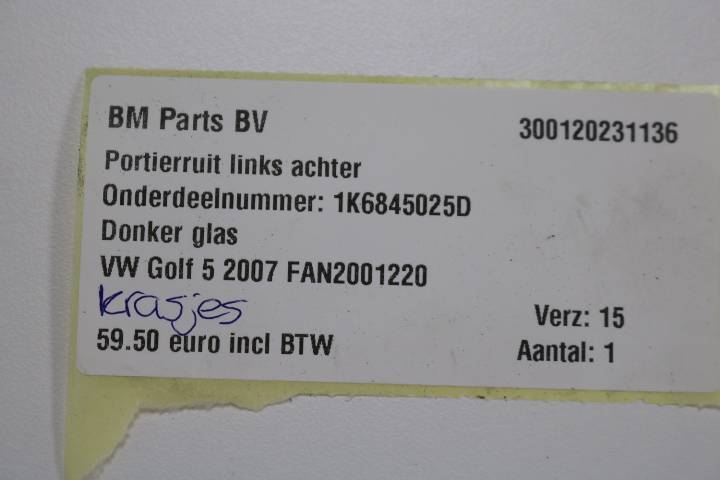 BM Parts BV 300120231136
Portierruit links achter
Onderdeelnummer: 1K6845025D
Donker glas
VW Golf 5 2007 FAN2001220
krasjes Verz: 15
59.50 euro incl BTW Aantal: 1